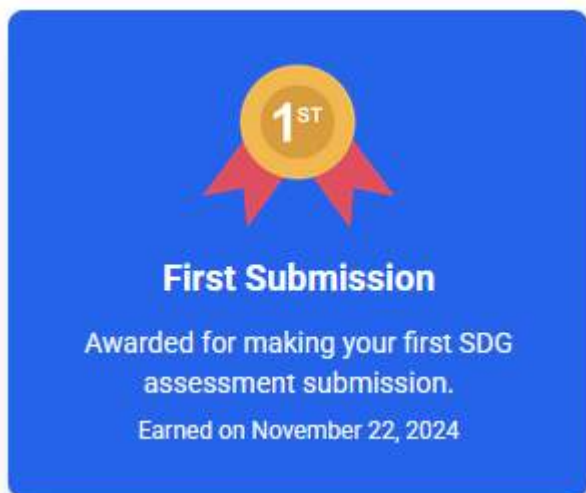 1ST
First Submission
Awarded for making your first SDG
assessment submission.
Earned on November 22, 2024